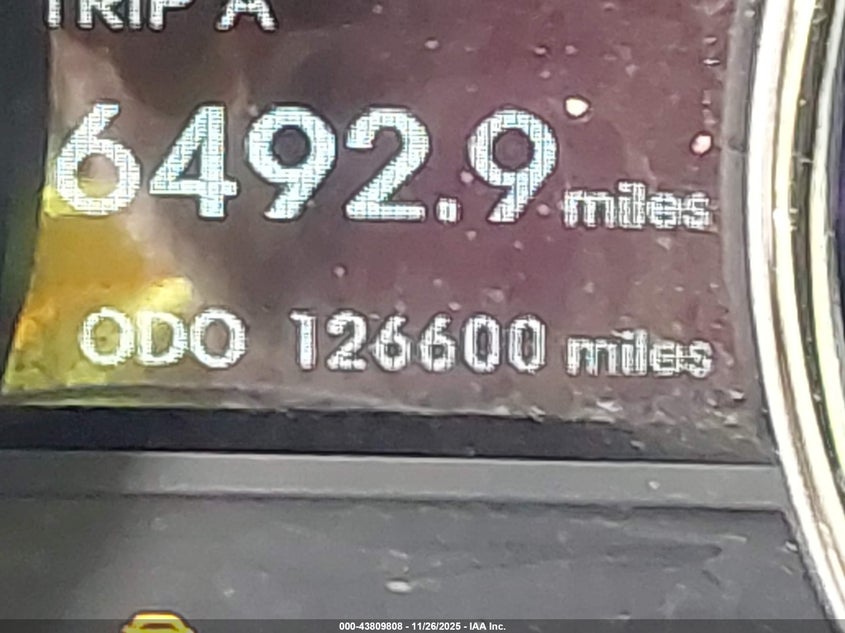 TRIP A
6492.9 miles
ODO 126600 miles
000-43809808 - 11/26/2025 - IAA Inc.